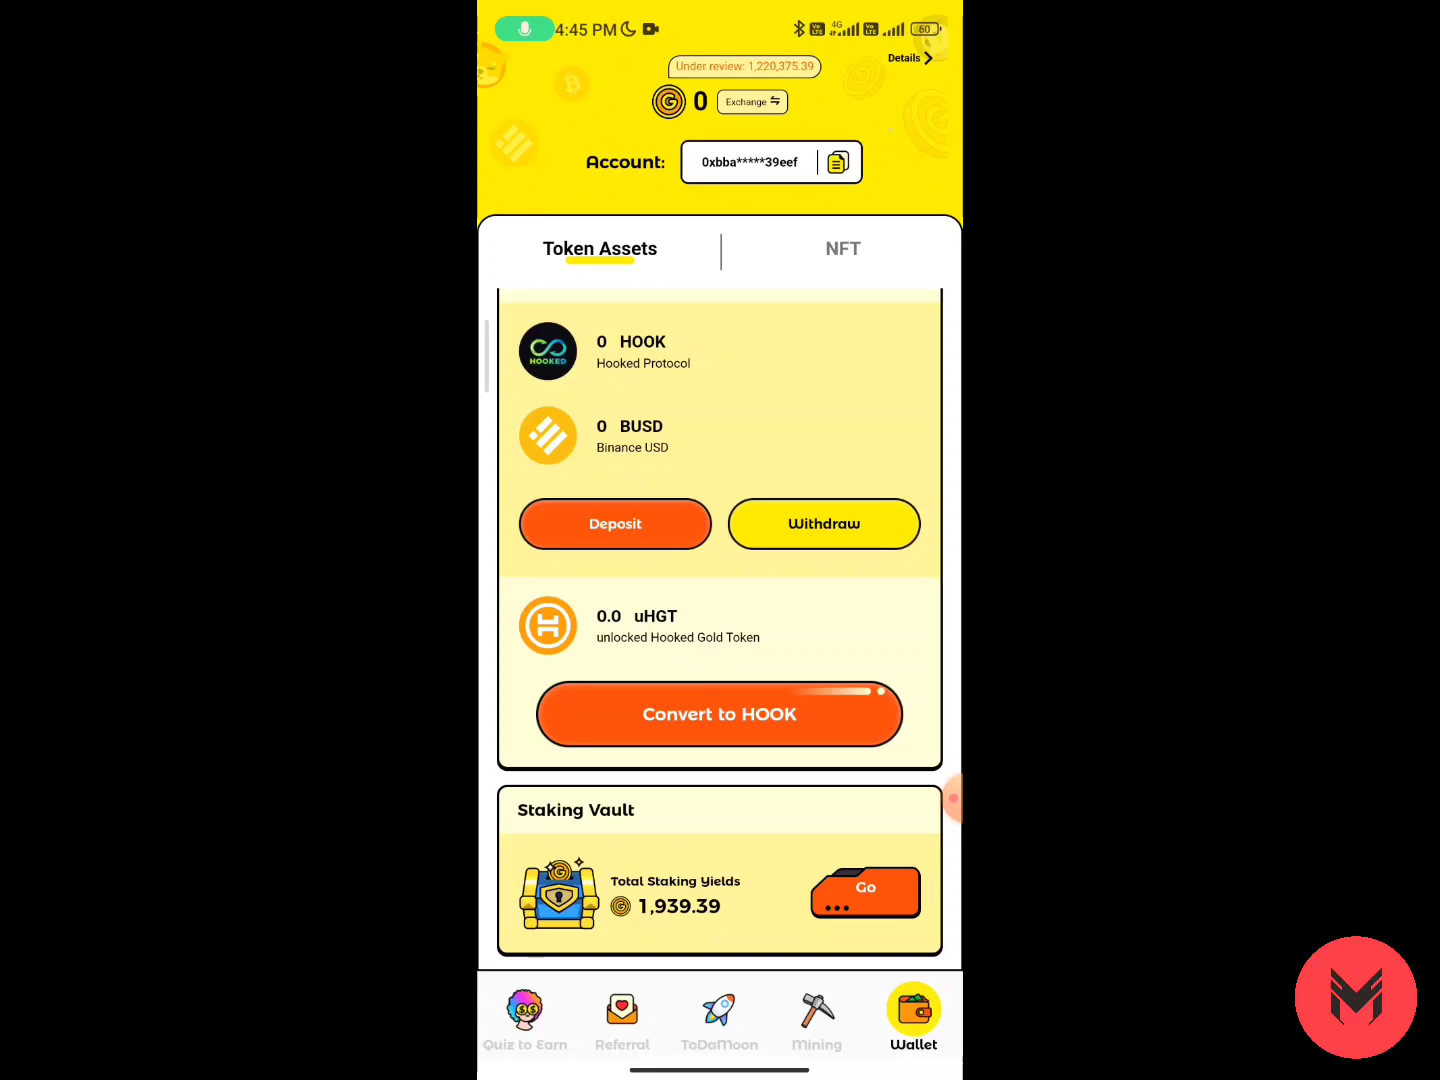 4:45 PM
4G
60
Details
Under review: 1,220,375.39
0
Exchange
Account:
0xbba*****39eef
Token Assets
NFT
HOOKED
0 HOOK
Hooked Protocol
0 BUSD
Binance USD
Deposit
Withdraw
0.0 uHGT
unlocked Hooked Gold Token
Convert to HOOK
Staking Vault
Total Staking Yields
1,939.39
Go
Quiz to Earn
Referral
ToDaMoon
Mining
Wallet